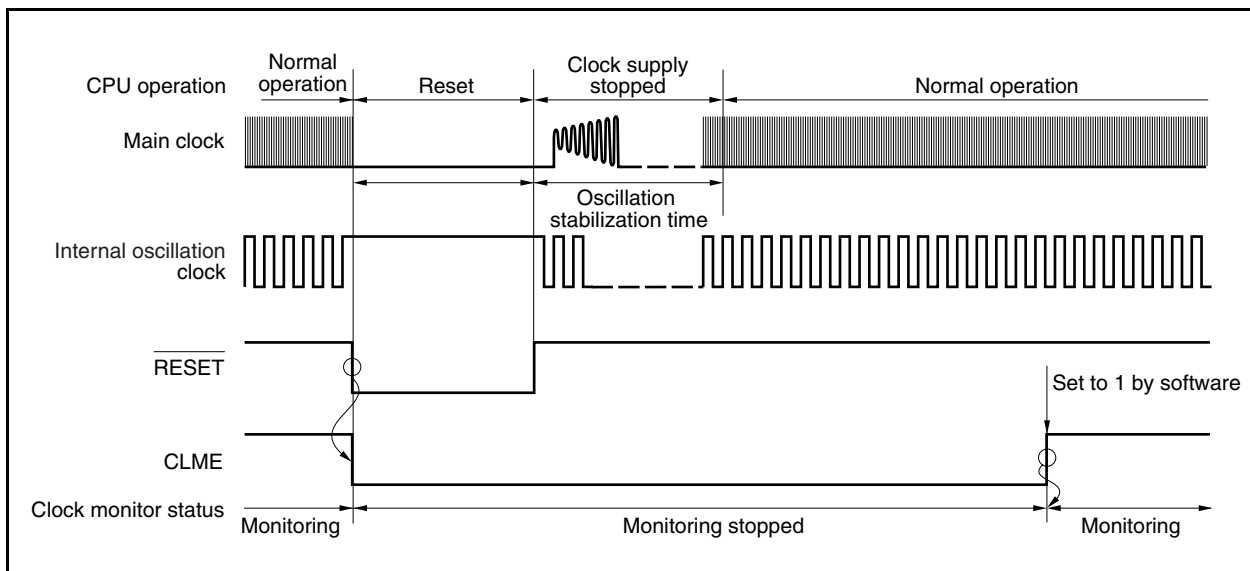 CPU operation
Normal
operation
Reset
Clock supply
stopped
Normal operation
Main clock
Oscillation
stabilization time
Internal oscillation
clock
RESET
Set to 1 by software
CLME
Clock monitor status
Monitoring
Monitoring stopped
Monitoring